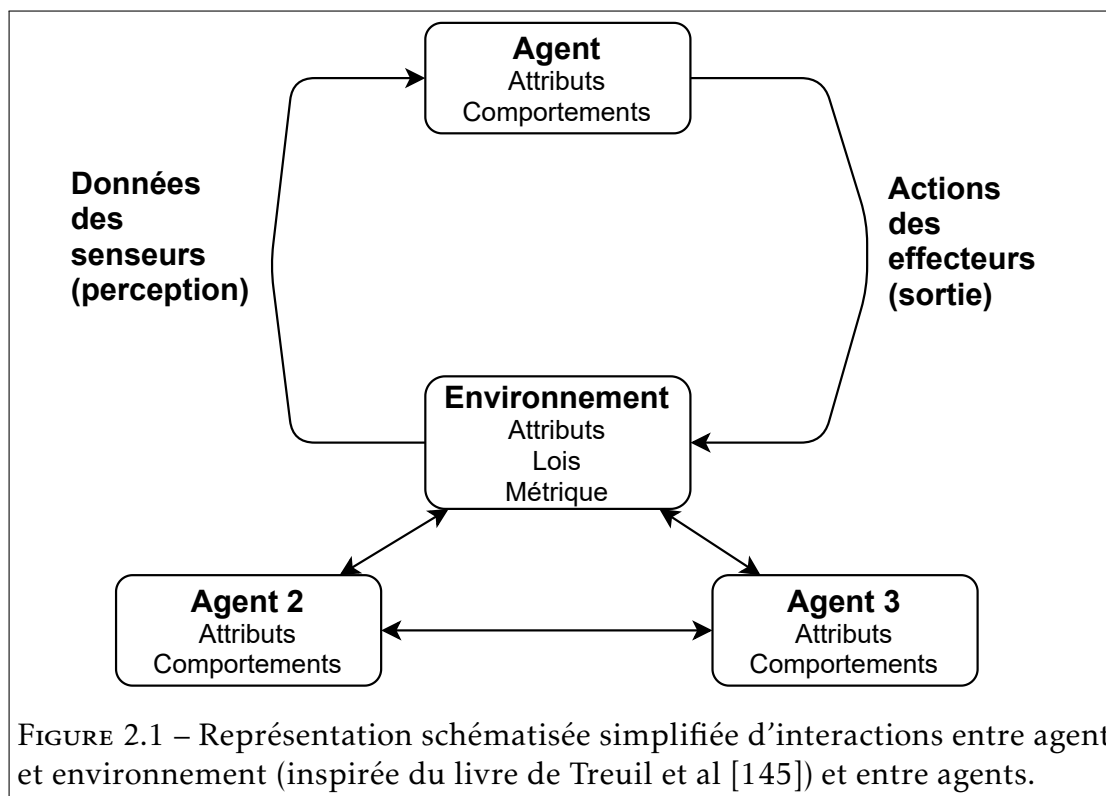 Agent
Attributs
Comportements
Données
des
senseurs
(perception)
Actions
des
effecteurs
(sortie)
Environnement
Attributs
Lois
Métrique
Agent 2
Attributs
Comportements
Agent 3
Attributs
Comportements
FIGURE 2.1 – Représentation schématisée simplifiée d'interactions entre agent
et environnement (inspirée du livre de Treuil et al [145]) et entre agents.